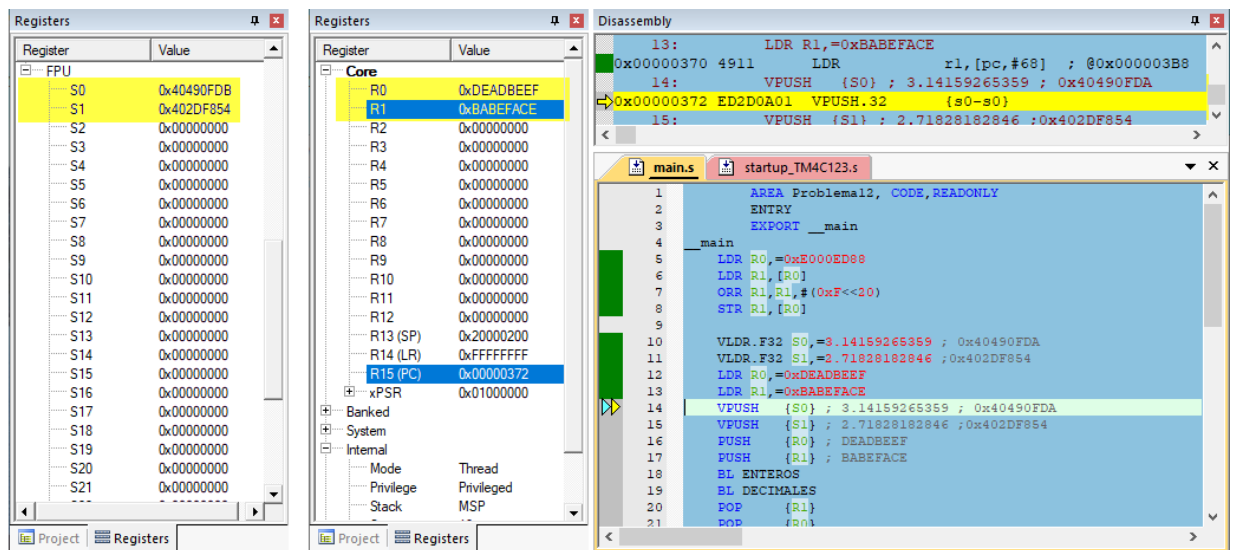 Registers
Register Value
FPU
S0 0x40490FDB
S1 0x402DF854
S2 0x00000000
S3 0x00000000
S4 0x00000000
S5 0x00000000
S6 0x00000000
S7 0x00000000
S8 0x00000000
S9 0x00000000
S10 0x00000000
S11 0x00000000
S12 0x00000000
S13 0x00000000
S14 0x00000000
S15 0x00000000
S16 0x00000000
S17 0x00000000
S18 0x00000000
S19 0x00000000
S20 0x00000000
S21 0x00000000
Project Registers
Registers
Register Value
Core
R0 0xDEADBEEF
R1 0xBABEFACE
R2 0x00000000
R3 0x00000000
R4 0x00000000
R5 0x00000000
R6 0x00000000
R7 0x00000000
R8 0x00000000
R9 0x00000000
R10 0x00000000
R11 0x00000000
R12 0x00000000
R13 (SP) 0x20000200
R14 (LR) 0xFFFFFFFF
R15 (PC) 0x00000372
xPSR 0x01000000
Banked
System
Internal
Mode Thread
Privilege Privileged
Stack MSP
Project Registers
Disassembly
13: LDR R1,=0xBABEFACE
0x00000370 4911 LDR r1,[pc,#68] ; @0x000003B8
14: VPUSH {S0} ; 3.14159265359 ; 0x40490FDA
0x00000372 ED2D0A01 VPUSH.32 {s0-s0}
15: VPUSH {S1} ; 2.71828182846 ;0x402DF854
main.s startup_TM4C123.s
1 AREA Problema12, CODE,READONLY
2 ENTRY
3 EXPORT __main
4 __main
5 LDR R0,=0xE000ED88
6 LDR R1,[R0]
7 ORR R1,R1,#(0xF<<20)
8 STR R1,[R0]
9
10 VLDR.F32 S0,=3.14159265359 ; 0x40490FDA
11 VLDR.F32 S1,=2.71828182846 ;0x402DF854
12 LDR R0,=0xDEADBEEF
13 LDR R1,=0xBABEFACE
14 VPUSH {S0} ; 3.14159265359 ; 0x40490FDA
15 VPUSH {S1} ; 2.71828182846 ;0x402DF854
16 PUSH {R0} ; DEADBEEF
17 PUSH {R1} ; BABEFACE
18 BL ENTEROS
19 BL DECIMALES
20 POP {R1}
21 POP {R0}